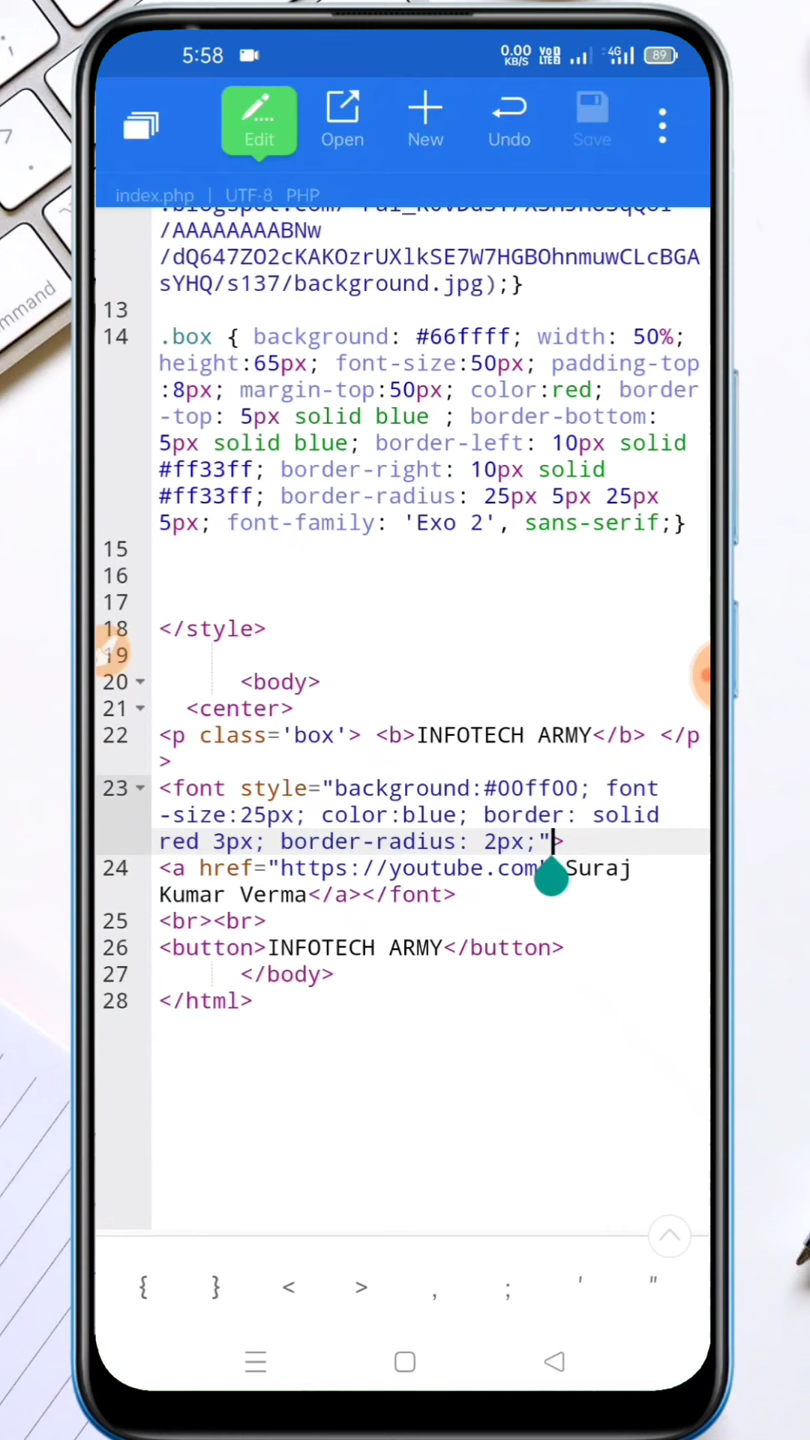 5:58 0.00 KB/S VoD LTE 4G 89
Edit Open New Undo Save
index.php | UTF-8 PHP
/AAAAAAAABNw
/dQ647ZO2cKAKOzrUXlkSE7W7HGBOhnmuwCLcBGA
sYHQ/s137/background.jpg);}
13
14 .box { background: #66ffff; width: 50%;
height:65px; font-size:50px; padding-top
:8px; margin-top:50px; color:red; border
-top: 5px solid blue ; border-bottom:
5px solid blue; border-left: 10px solid
#ff33ff; border-right: 10px solid
#ff33ff; border-radius: 25px 5px 25px
5px; font-family: 'Exo 2', sans-serif;}
15
16
17
18 </style>
19
20 <body>
21 <center>
22 <p class='box'> <b>INFOTECH ARMY</b> </p
>
23 <font style="background:#00ff00; font
-size:25px; color:blue; border: solid
red 3px; border-radius: 2px;">
24 <a href="https://youtube.com" Suraj
Kumar Verma</a></font>
25 <br><br>
26 <button>INFOTECH ARMY</button>
27 </body>
28 </html>
{ } < > , ; ' "
command